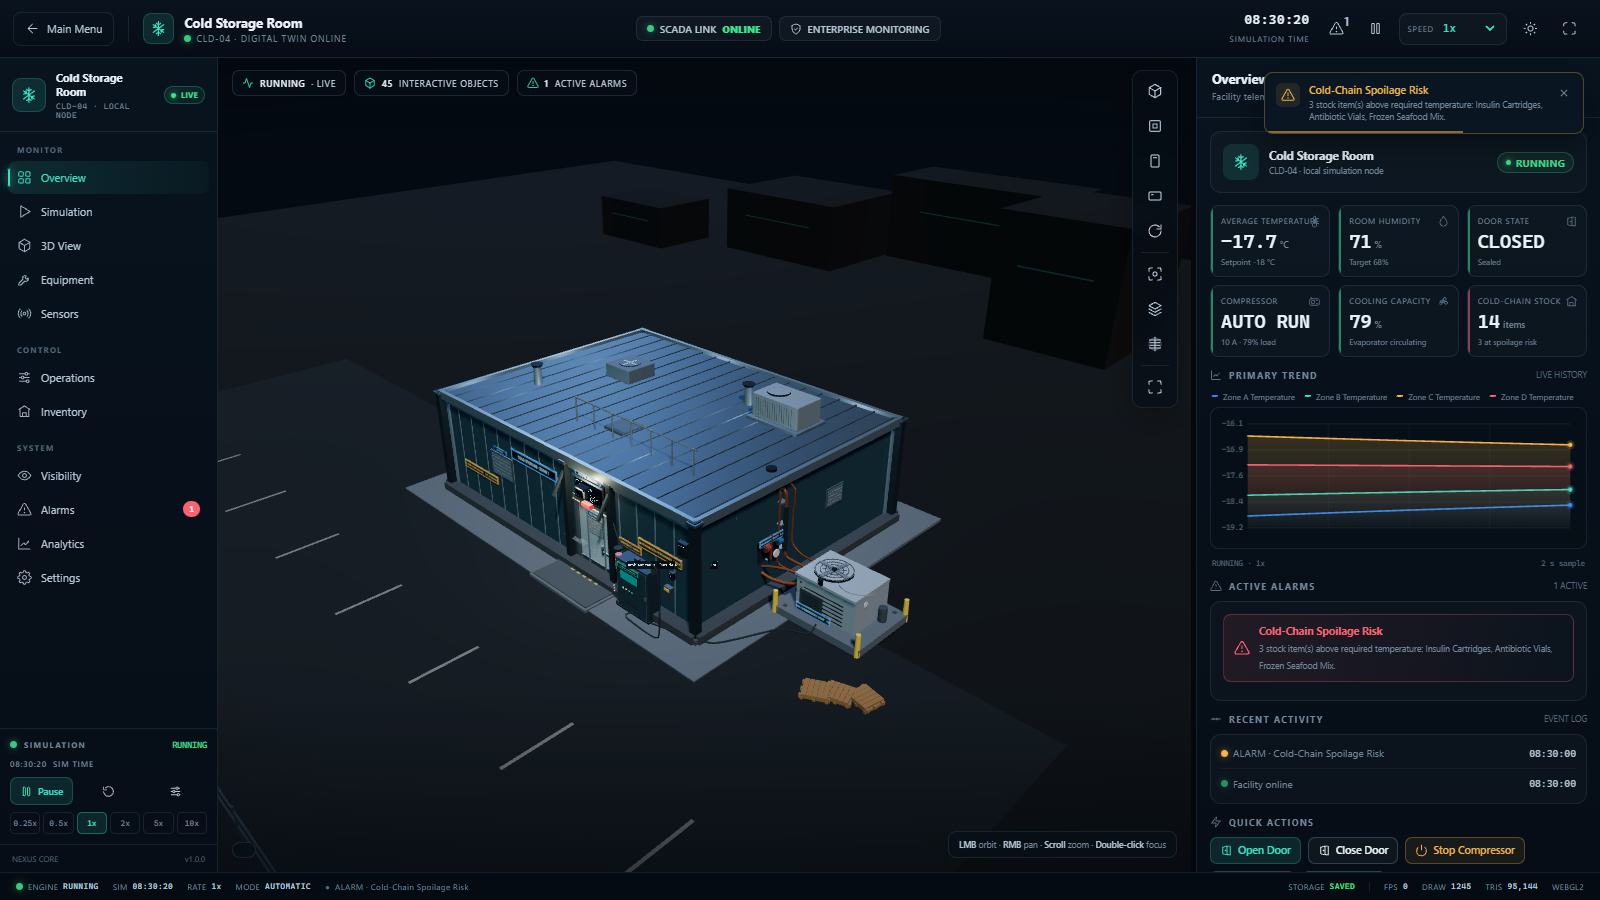 Main Menu
Cold Storage Room
CLD-04 · DIGITAL TWIN ONLINE
SCADA LINK ONLINE
ENTERPRISE MONITORING
08:30:20
SIMULATION TIME
1
SPEED 1x
Cold Storage Room
CLD-04 · LOCAL NODE
LIVE
MONITOR
Overview
Simulation
3D View
Equipment
Sensors
CONTROL
Operations
Inventory
SYSTEM
Visibility
Alarms
1
Analytics
Settings
SIMULATION
RUNNING
08:30:20 SIM TIME
Pause
0.25x 0.5x 1x 2x 5x 10x
NEXUS CORE
v1.0.0
RUNNING - LIVE
45 INTERACTIVE OBJECTS
1 ACTIVE ALARMS
LMB orbit · RMB pan · Scroll zoom · Double-click focus
Overview
Facility telem
Cold-Chain Spoilage Risk
3 stock item(s) above required temperature: Insulin Cartridges,
Antibiotic Vials, Frozen Seafood Mix.
Cold Storage Room
CLD-04 · local simulation node
RUNNING
AVERAGE TEMPERATURE
−17.7 °C
Setpoint -18 °C
ROOM HUMIDITY
71 %
Target 68%
DOOR STATE
CLOSED
Sealed
COMPRESSOR
AUTO RUN
10 A · 79% load
COOLING CAPACITY
79 %
Evaporator circulating
COLD-CHAIN STOCK
14 items
3 at spoilage risk
PRIMARY TREND
LIVE HISTORY
Zone A Temperature
Zone B Temperature
Zone C Temperature
Zone D Temperature
−16.1
−16.9
−17.6
−18.4
−19.2
RUNNING · 1x
2 s sample
ACTIVE ALARMS
1 ACTIVE
Cold-Chain Spoilage Risk
3 stock item(s) above required temperature: Insulin Cartridges, Antibiotic Vials,
Frozen Seafood Mix.
RECENT ACTIVITY
EVENT LOG
ALARM · Cold-Chain Spoilage Risk
08:30:00
Facility online
08:30:00
QUICK ACTIONS
Open Door
Close Door
Stop Compressor
ENGINE RUNNING
SIM 08:30:20
RATE 1x
MODE AUTOMATIC
ALARM · Cold-Chain Spoilage Risk
STORAGE SAVED
FPS 0
DRAW 1245
TRIS 95,144
WEBGL2